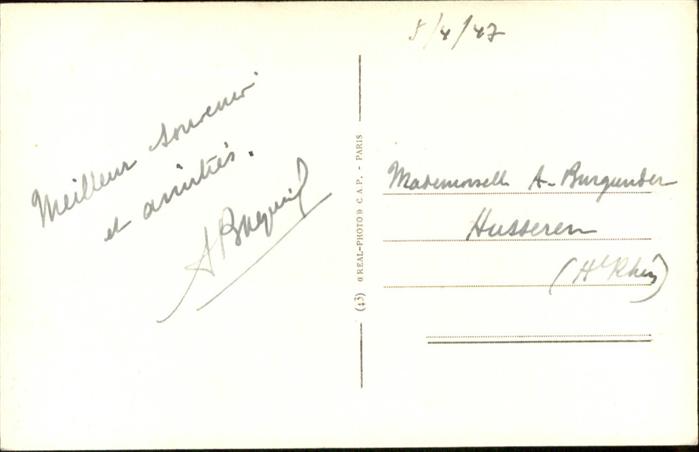 5/4/47
Meilleur souvenir
et amitiés.
(43) ®REAL-PHOTO® C A P. - PARIS
Mademoiselle A. Burgunder
Husseren
(Ht Rhin)